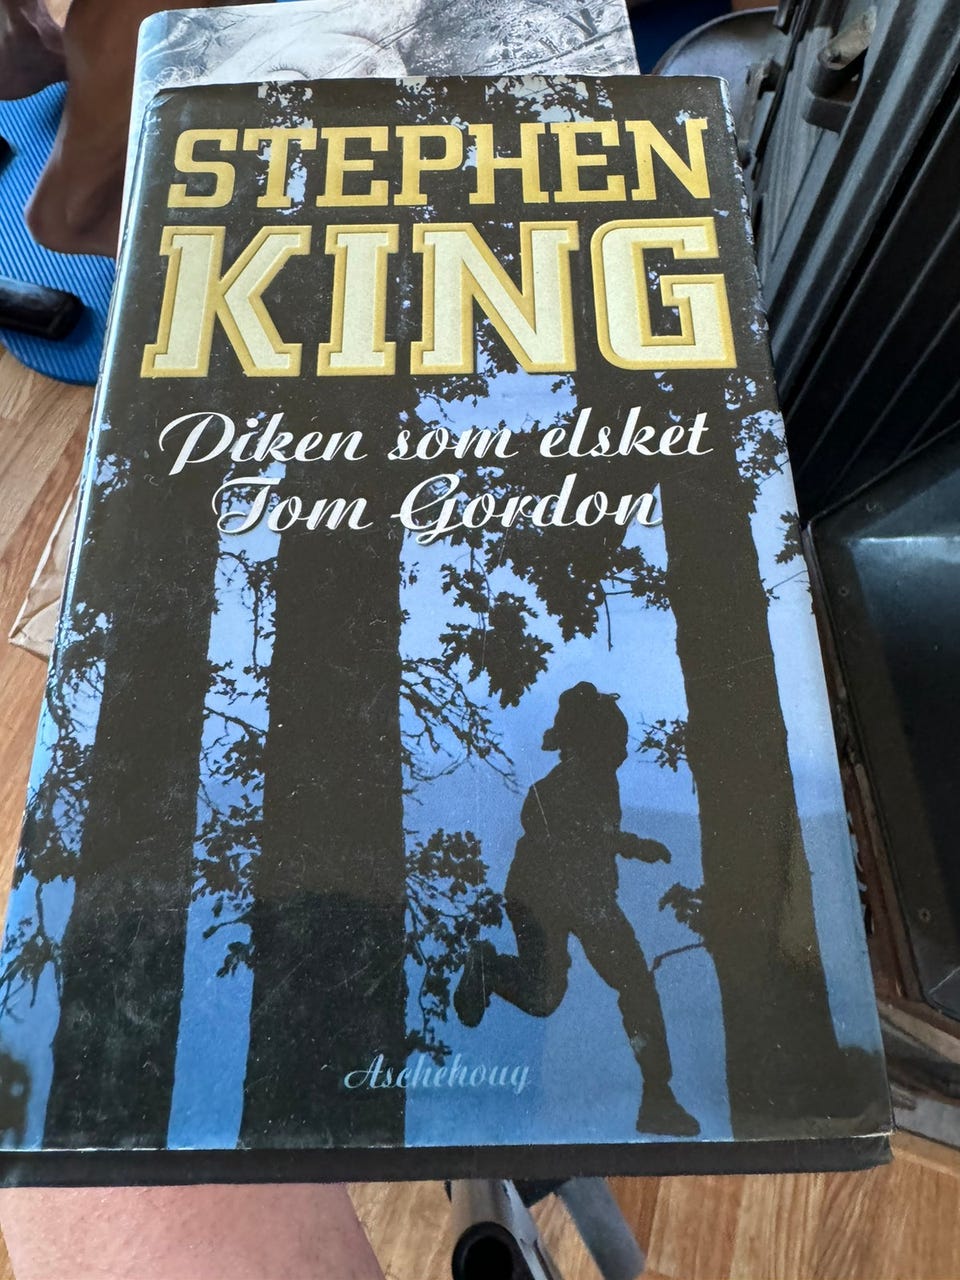 STEPHEN
KING
Piken som elsket
Tom Gordon
Aschehoug